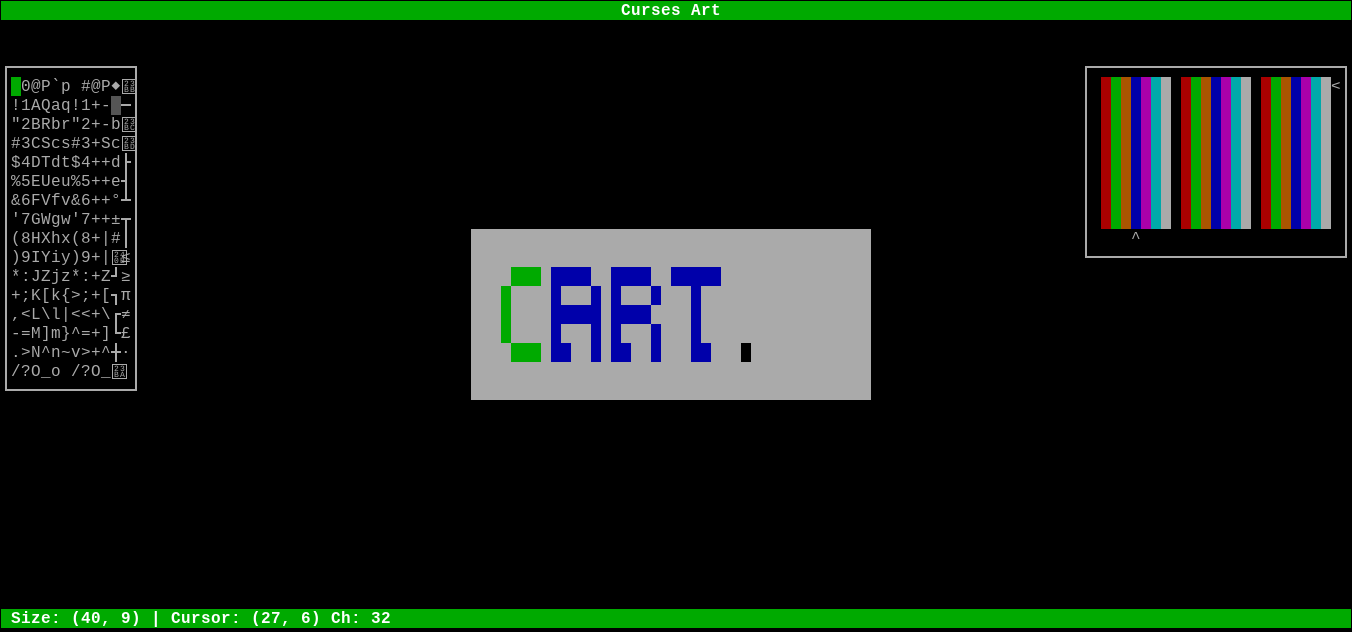 Curses Art
0@P`p #@P◆
!1AQaq!1+- ─
"2BRbr"2+-b
#3CScs#3+Sc
$4DTdt$4++d├
%5EUeu%5++e┤
&6FVfv&6++°┴
'7GWgw'7++±┬
(8HXhx(8+|#│
)9IYiy)9+|≤
*:JZjz*:+Z┘≥
+;K[k{>;+[┐π
,<L\l|<<+\┌≠
-=M]m}^=+]└£
.>N^n~v>+^┼·
/?O_o /?O_
<
^
CART.
Size: (40, 9) | Cursor: (27, 6) Ch: 32